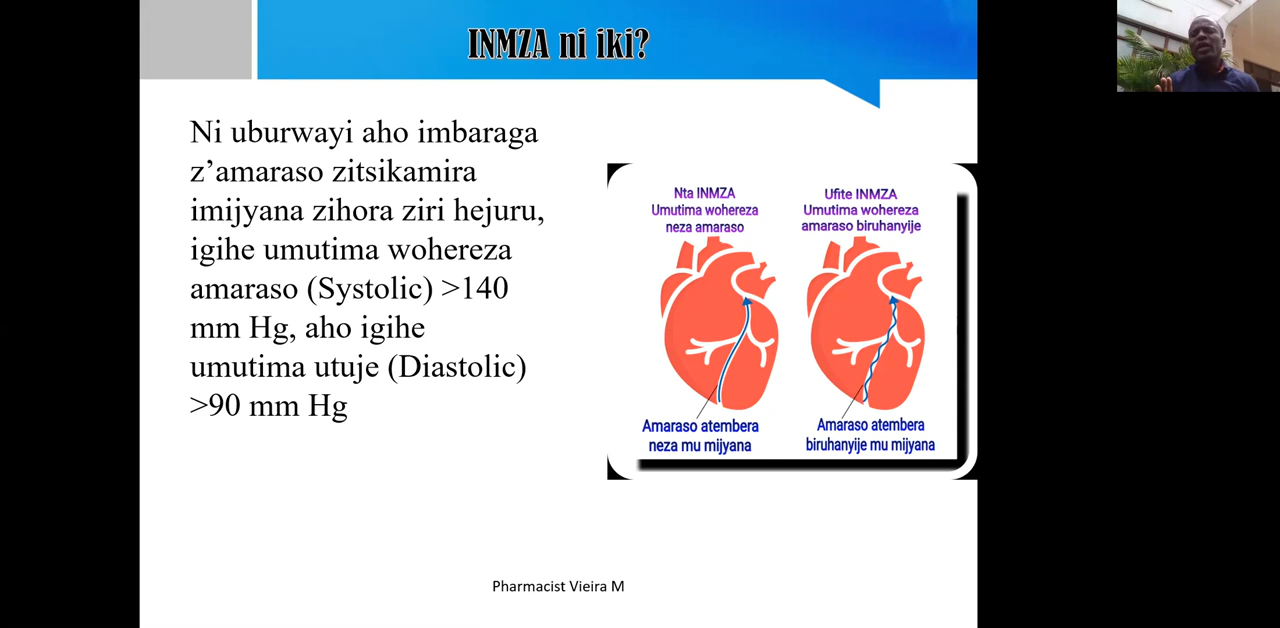 INMZA ni iki?
Ni uburwayi aho imbaraga
z’amaraso zitsikamira
imijyana zihora ziri hejuru,
igihe umutima wohereza
amaraso (Systolic) >140
mm Hg, aho igihe
umutima utuje (Diastolic)
>90 mm Hg
Nta INMZA
Umutima wohereza
neza amaraso
Ufite INMZA
Umutima wohereza
amaraso biruhanyije
Amaraso atembera
neza mu mijyana
Amaraso atembera
biruhanyije mu mijyana
Pharmacist Vieira M